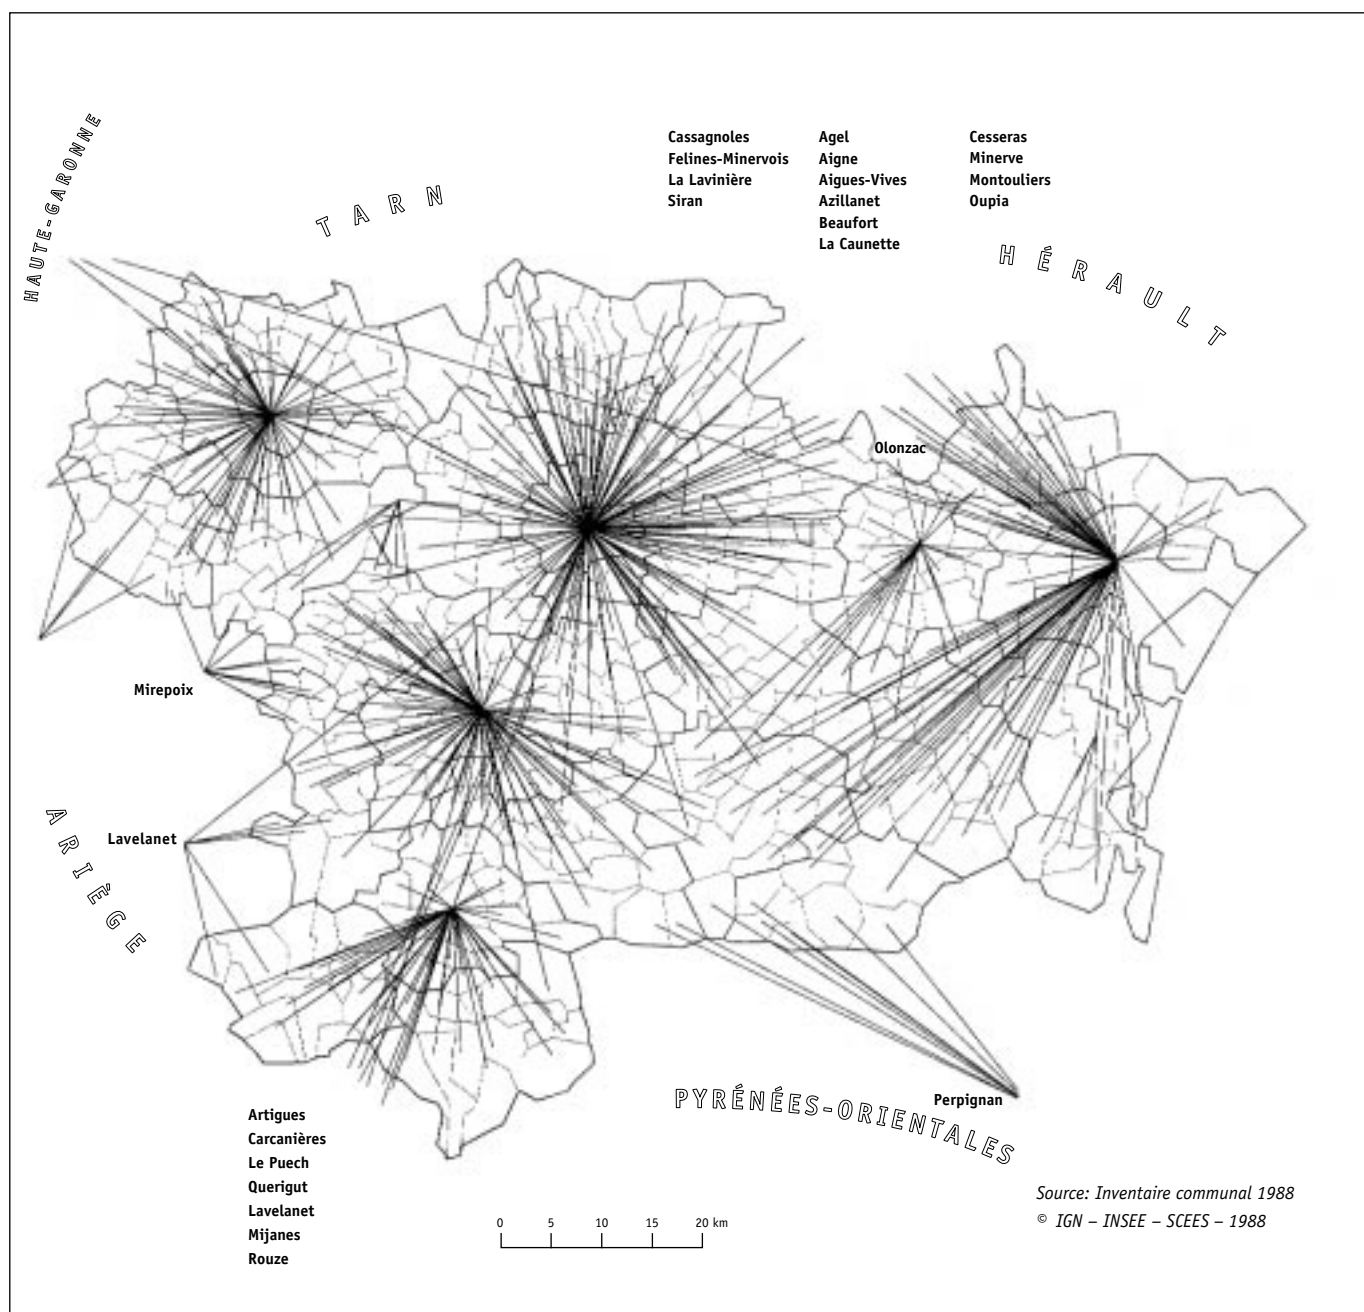 HAUTE-GARONNE
TARN
Cassagnoles
Felines-Minervois
La Lavinière
Siran
Agel
Aigne
Aigues-Vives
Azillanet
Beaufort
La Caunette
Cesseras
Minerve
Montouliers
Oupia
HÉRAULT
Olonzac
Mirepoix
Lavelanet
ARIÈGE
Perpignan
PYRÉNÉES-ORIENTALES
Artigues
Carcanières
Le Puech
Querigut
Lavelanet
Mijanes
Rouze
0 5 10 15 20 km
Source: Inventaire communal 1988
© IGN – INSEE – SCEES – 1988